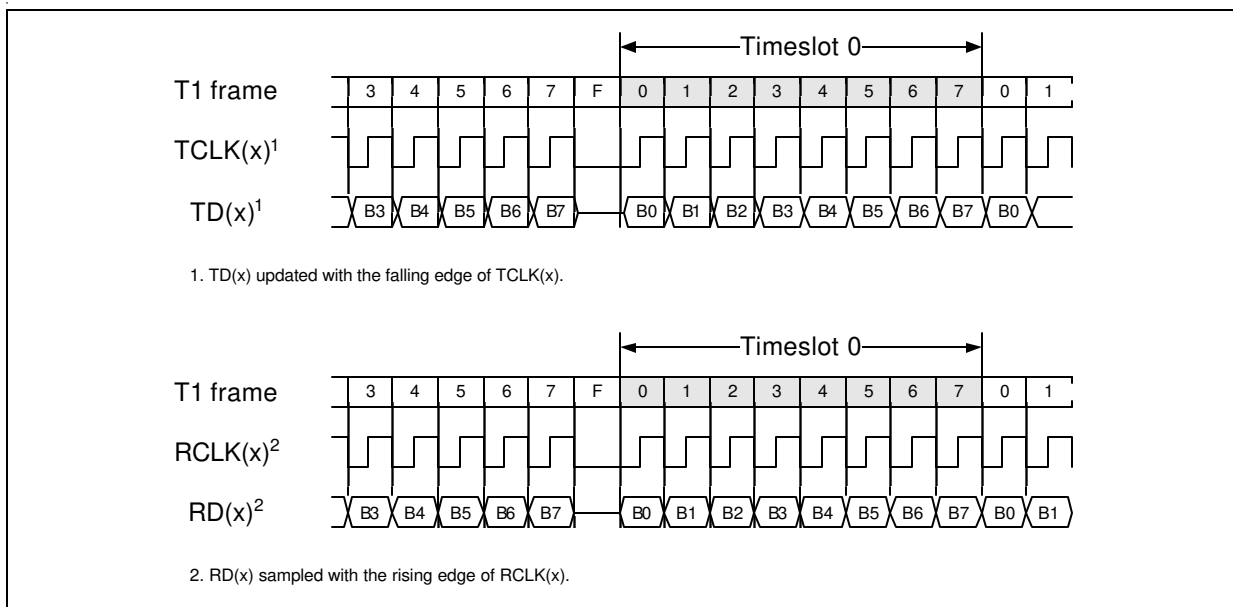 Timeslot 0
T1 frame 3 4 5 6 7 F 0 1 2 3 4 5 6 7 0 1
TCLK(x)1
TD(x)1 B3 B4 B5 B6 B7 B0 B1 B2 B3 B4 B5 B6 B7 B0
1. TD(x) updated with the falling edge of TCLK(x).
Timeslot 0
T1 frame 3 4 5 6 7 F 0 1 2 3 4 5 6 7 0 1
RCLK(x)2
RD(x)2 B3 B4 B5 B6 B7 B0 B1 B2 B3 B4 B5 B6 B7 B0 B1
2. RD(x) sampled with the rising edge of RCLK(x).